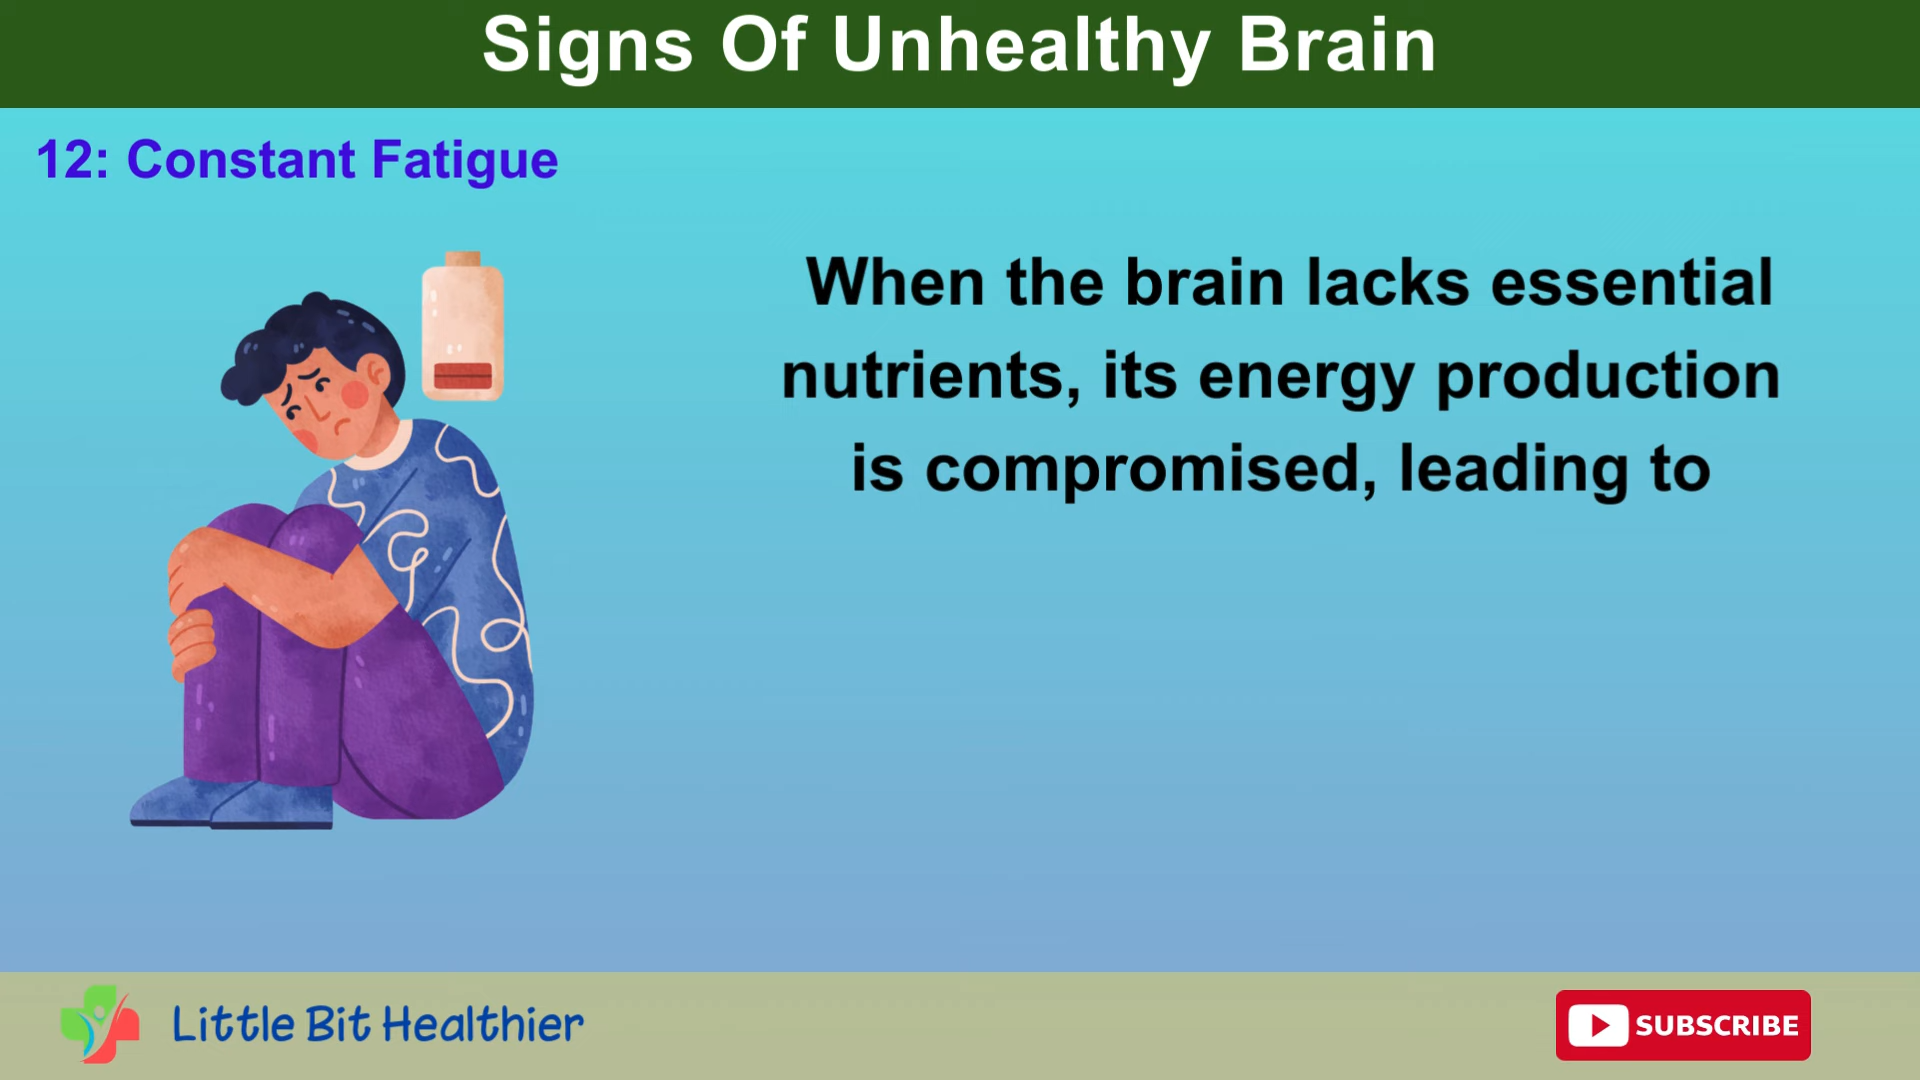 Signs Of Unhealthy Brain
12: Constant Fatigue
When the brain lacks essential
nutrients, its energy production
is compromised, leading to
Little Bit Healthier
SUBSCRIBE